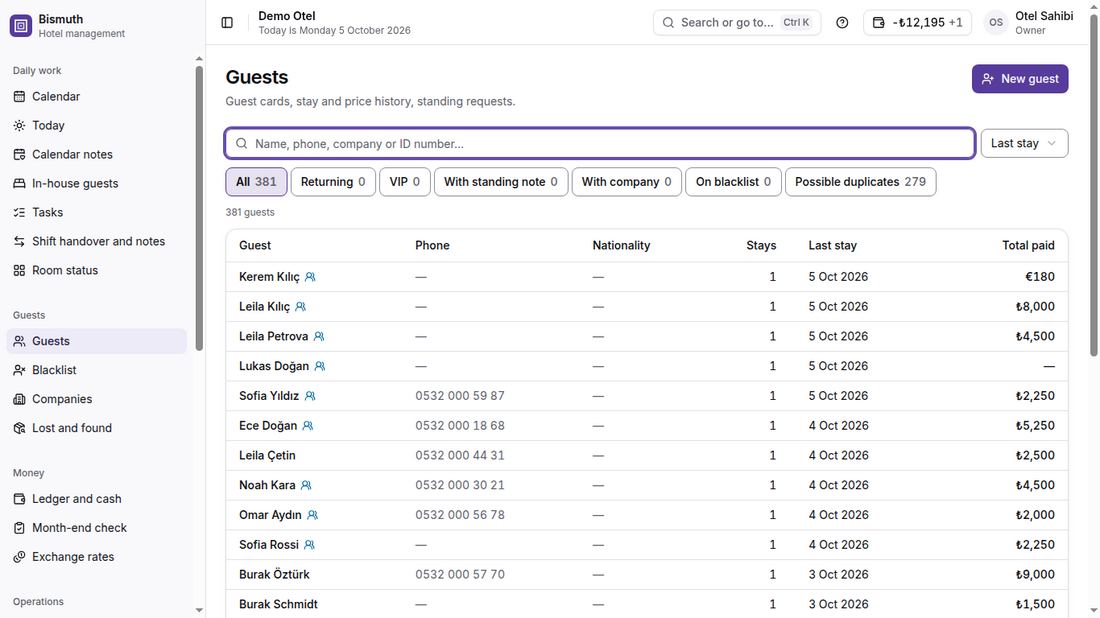 Bismuth
Hotel management
Daily work
Calendar
Today
Calendar notes
In-house guests
Tasks
Shift handover and notes
Room status
Guests
Guests
Blacklist
Companies
Lost and found
Money
Ledger and cash
Month-end check
Exchange rates
Operations
Demo Otel
Today is Monday 5 October 2026
Search or go to... Ctrl K
-₺12,195 +1
OS
Otel Sahibi
Owner
Guests
Guest cards, stay and price history, standing requests.
New guest
Name, phone, company or ID number...
Last stay
All 381 Returning 0 VIP 0 With standing note 0 With company 0 On blacklist 0 Possible duplicates 279
381 guests
Guest Phone Nationality Stays Last stay Total paid
Kerem Kılıç — — 1 5 Oct 2026 €180
Leila Kılıç — — 1 5 Oct 2026 ₺8,000
Leila Petrova — — 1 5 Oct 2026 ₺4,500
Lukas Doğan — — 1 5 Oct 2026 —
Sofia Yıldız 0532 000 59 87 — 1 5 Oct 2026 ₺2,250
Ece Doğan 0532 000 18 68 — 1 4 Oct 2026 ₺5,250
Leila Çetin 0532 000 44 31 — 1 4 Oct 2026 ₺2,500
Noah Kara 0532 000 30 21 — 1 4 Oct 2026 ₺4,500
Omar Aydın 0532 000 56 78 — 1 4 Oct 2026 ₺2,000
Sofia Rossi — — 1 4 Oct 2026 ₺2,250
Burak Öztürk 0532 000 57 70 — 1 3 Oct 2026 ₺9,000
Burak Schmidt — — 1 3 Oct 2026 ₺1,500